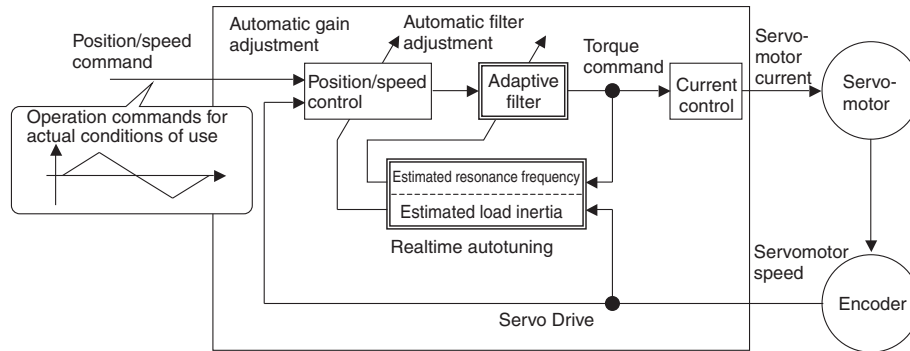 Position/speed
command
Automatic gain
adjustment
Automatic filter
adjustment
Torque
command
Servo-
motor
current
Position/speed
control
Adaptive
filter
Current
control
Servo-
motor
Operation commands for
actual conditions of use
Estimated resonance frequency
Estimated load inertia
Realtime autotuning
Servomotor
speed
Encoder
Servo Drive